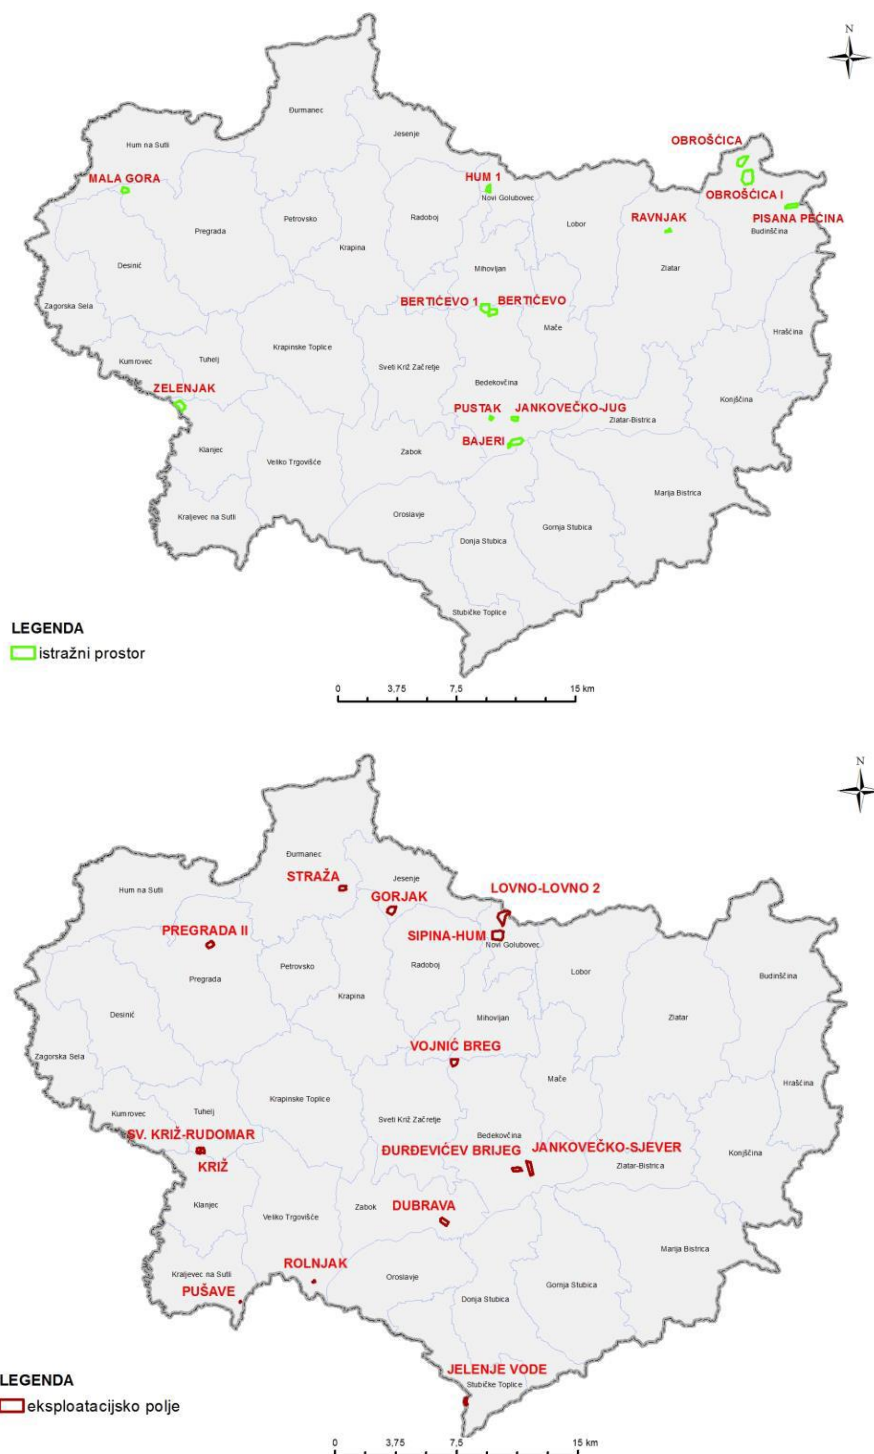 N
Đurmanec
Jesenje
OBROŠĆICA
Hum na Sutli
MALA GORA
HUM 1
Novi Golubovec
OBROŠĆICA I
Radoboj
Petrovsko
Lobor
RAVNJAK
PISANA PEĆINA
Pregrada
Budinščina
Krapina
Desinić
Mihovljan
Zlatar
Zagorska Sela
BERTIĆEVO 1
BERTIĆEVO
Mače
Hrašćina
Krapinske Toplice
Kumrovec
Tuhelj
Sveti Križ Začretje
ZELENJAK
Bedekovčina
Konjščina
PUSTAK
JANKOVEČKO-JUG
Zlatar-Bistrica
BAJERI
Klanjec
Zabok
Veliko Trgovišće
Marija Bistrica
Oroslavje
Kraljevec na Sutli
Gornja Stubica
Donja Stubica
Stubičke Toplice
LEGENDA
istražni prostor
0 3,75 7,5 15 km
N
Đurmanec
STRAŽA
Jesenje
Hum na Sutli
LOVNO-LOVNO 2
GORJAK
PREGRADA II
SIPINA-HUM
Novi Golubovec
Petrovsko
Radoboj
Lobor
Budinščina
Pregrada
Krapina
Desinić
Mihovljan
Zlatar
VOJNIĆ BREG
Zagorska Sela
Mače
Hrašćina
Krapinske Toplice
Kumrovec
Tuhelj
Sveti Križ Začretje
SV. KRIŽ-RUDOMAR
Bedekovčina
ĐURĐEVIĆEV BRIJEG
JANKOVEČKO-SJEVER
Konjščina
KRIŽ
Zlatar-Bistrica
Klanjec
Zabok
DUBRAVA
Veliko Trgovišće
Marija Bistrica
ROLNJAK
Kraljevec na Sutli
Oroslavje
PUŠAVE
Gornja Stubica
Donja Stubica
JELENJE VODE
Stubičke Toplice
LEGENDA
eksploatacijsko polje
0 3,75 7,5 15 km